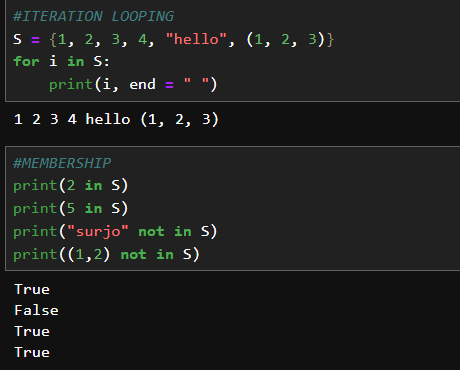 #ITERATION LOOPING
S = {1, 2, 3, 4, "hello", (1, 2, 3)}
for i in S:
    print(i, end = " ")
1 2 3 4 hello (1, 2, 3)
#MEMBERSHIP
print(2 in S)
print(5 in S)
print("surjo" not in S)
print((1,2) not in S)
True
False
True
True